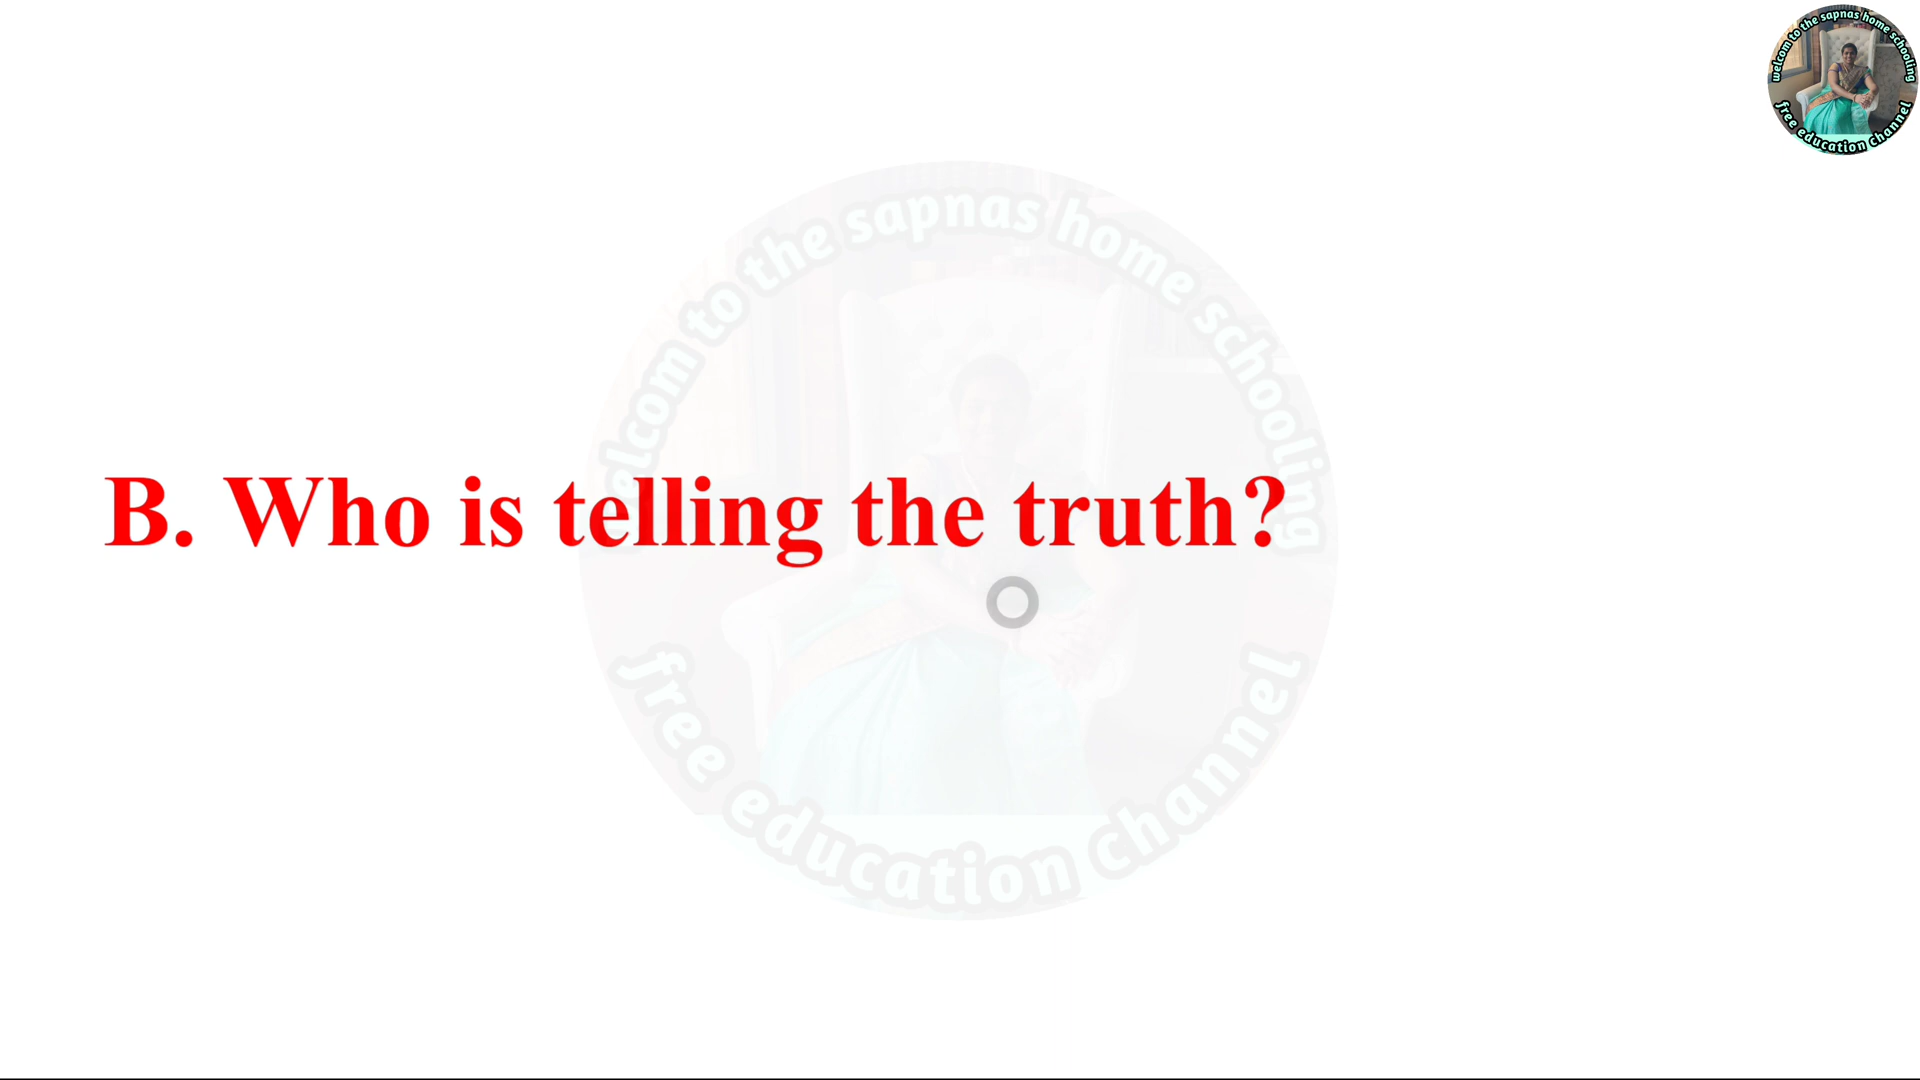 welcom to the sapnas home schooling
free education channel
elcom to the sapnas home schooling
B. Who is telling the truth?
free education channel